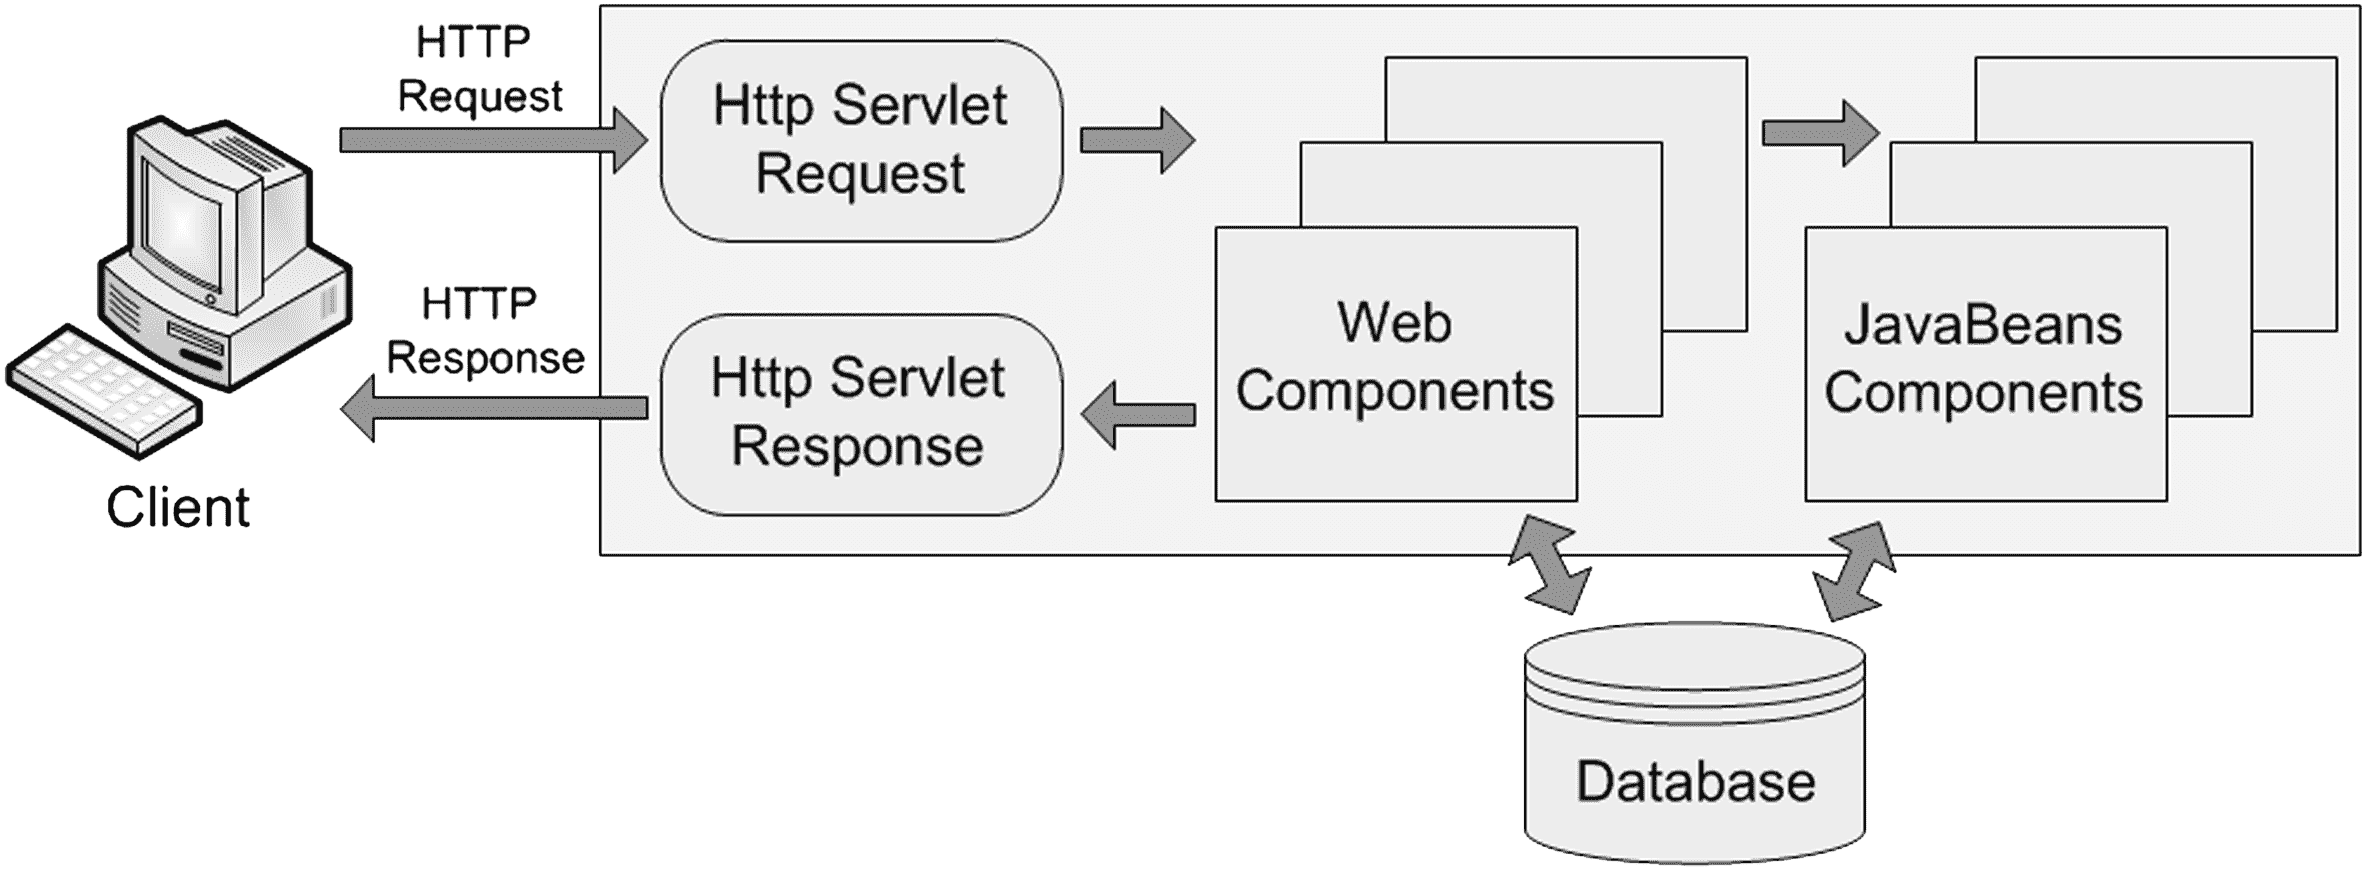 HTTP
Request
Http Servlet
Request
HTTP
Response
Http Servlet
Response
Web
Components
JavaBeans
Components
Client
Database